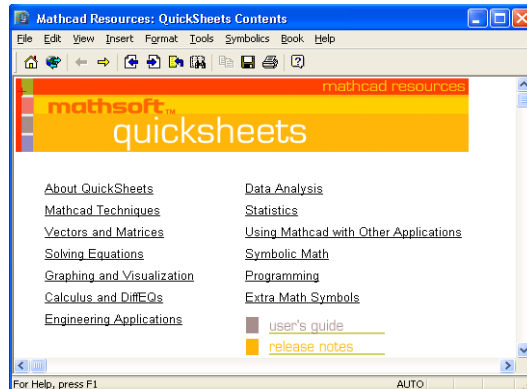 Mathcad Resources: QuickSheets Contents
File Edit View Insert Format Tools Symbolics Book Help
mathcad resources
mathsoft™
quicksheets
About QuickSheets
Mathcad Techniques
Vectors and Matrices
Solving Equations
Graphing and Visualization
Calculus and DiffEQs
Engineering Applications
Data Analysis
Statistics
Using Mathcad with Other Applications
Symbolic Math
Programming
Extra Math Symbols
user's guide
release notes
For Help, press F1 AUTO